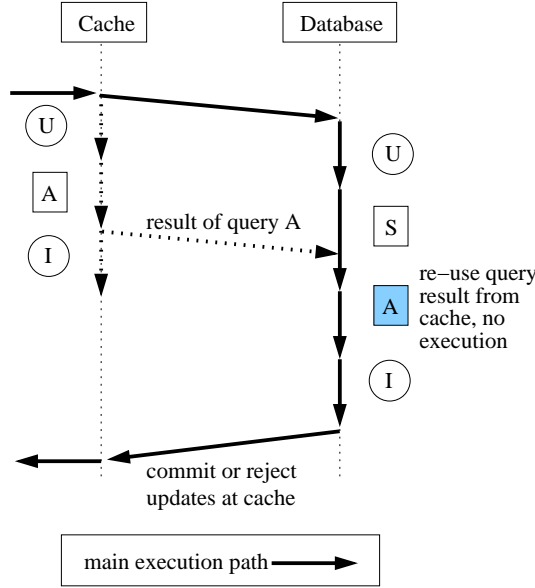 Cache
Database
U
U
A
result of query A
S
I
re−use query
result from
cache, no
execution
A
I
commit or reject
updates at cache
main execution path